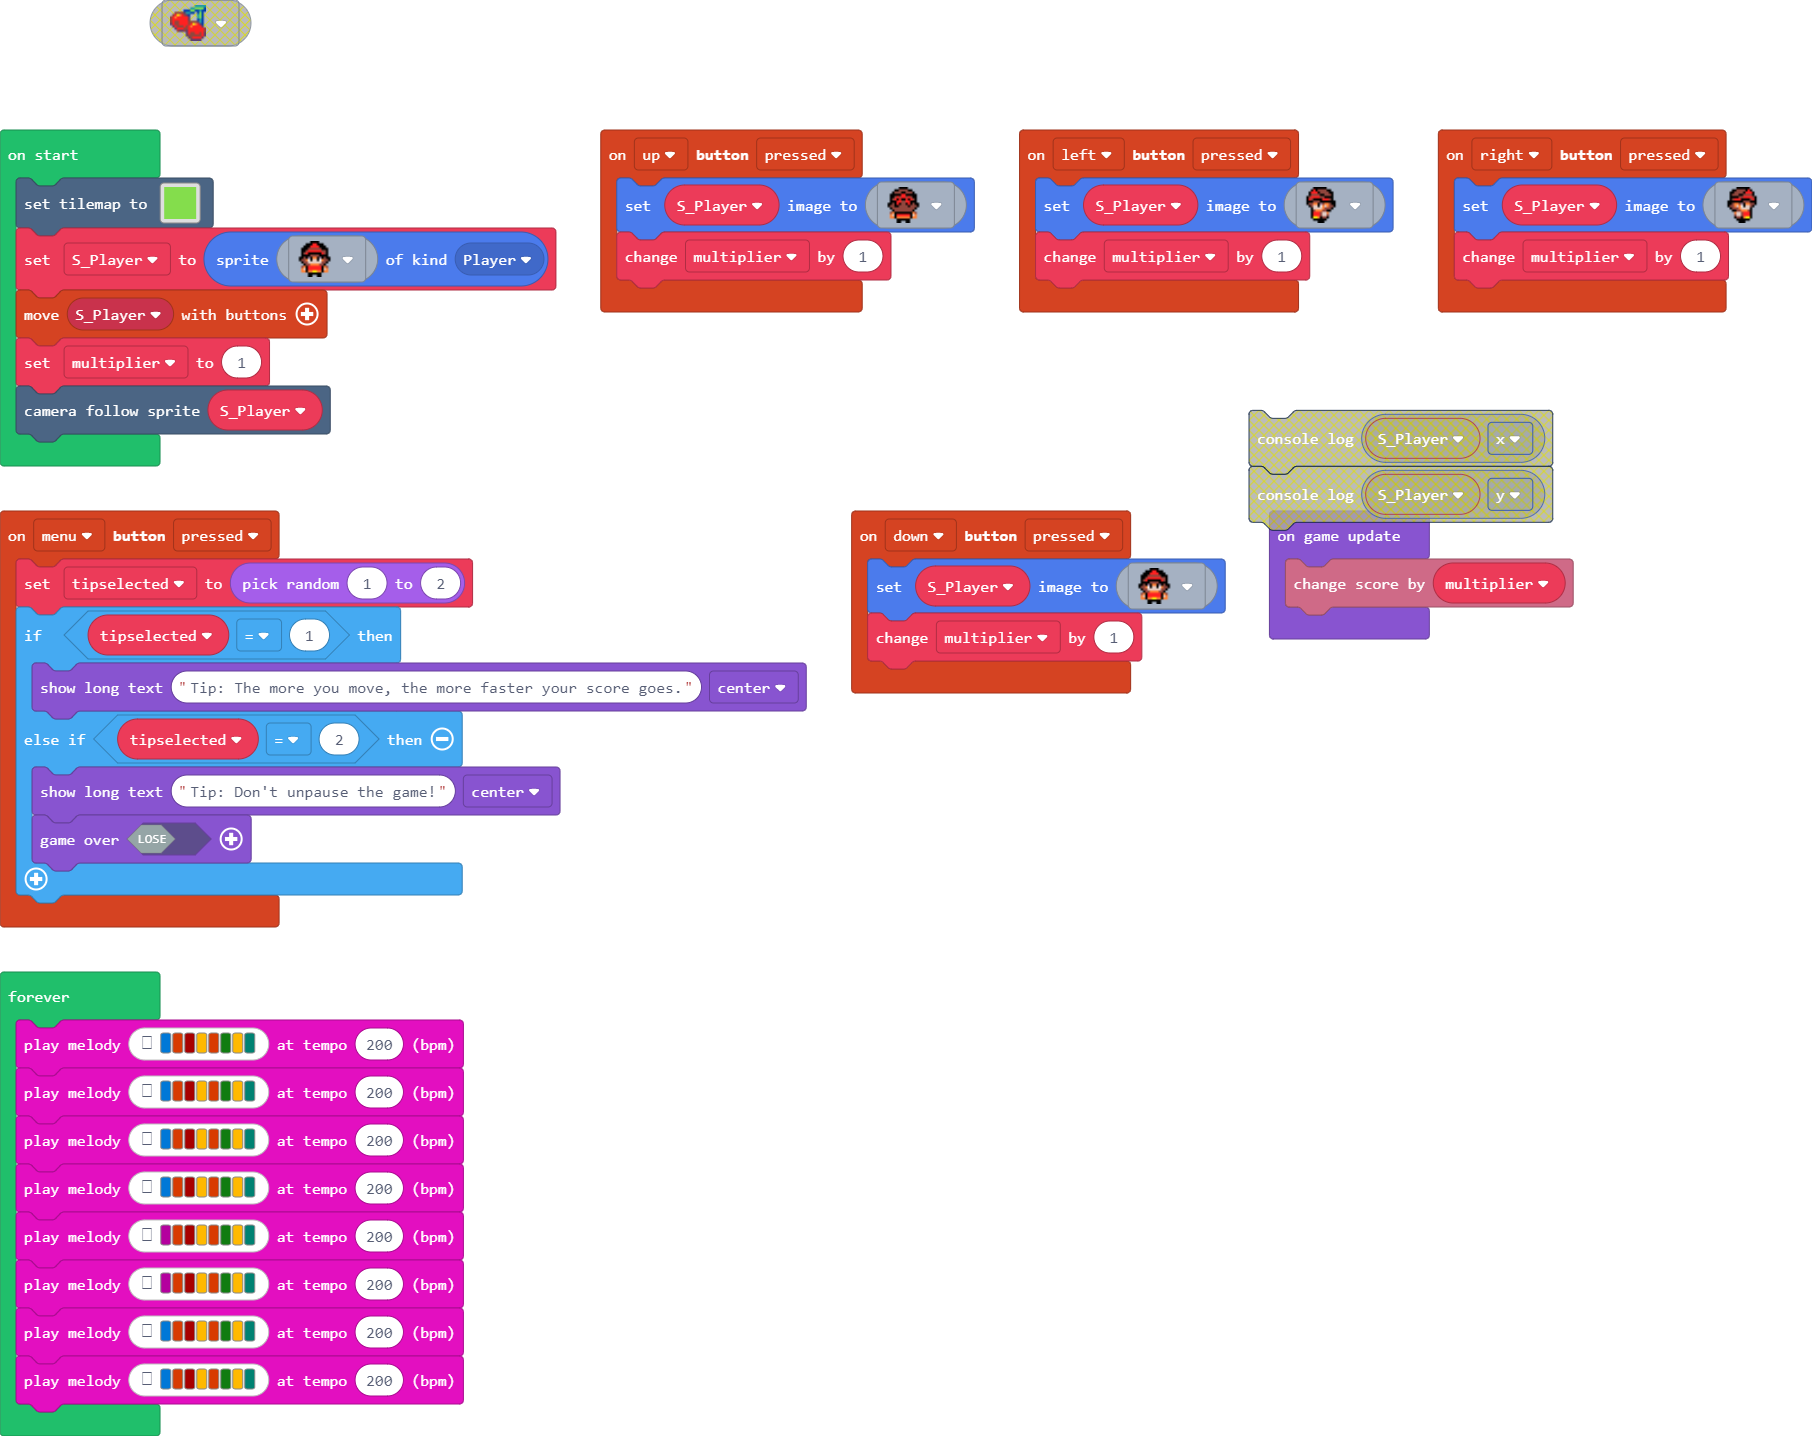 on start
set tilemap to
set S_Player to sprite of kind Player
move S_Player with buttons
set multiplier to 1
camera follow sprite S_Player
on up button pressed
set S_Player image to
change multiplier by 1
on left button pressed
set S_Player image to
change multiplier by 1
on right button pressed
set S_Player image to
change multiplier by 1
on menu button pressed
set tipselected to pick random 1 to 2
if tipselected = 1 then
show long text "Tip: The more you move, the more faster your score goes." center
else if tipselected = 2 then
show long text "Tip: Don't unpause the game!" center
game over LOSE
on down button pressed
set S_Player image to
change multiplier by 1
console log S_Player x
console log S_Player y
on game update
change score by multiplier
forever
play melody at tempo 200 (bpm)
play melody at tempo 200 (bpm)
play melody at tempo 200 (bpm)
play melody at tempo 200 (bpm)
play melody at tempo 200 (bpm)
play melody at tempo 200 (bpm)
play melody at tempo 200 (bpm)
play melody at tempo 200 (bpm)